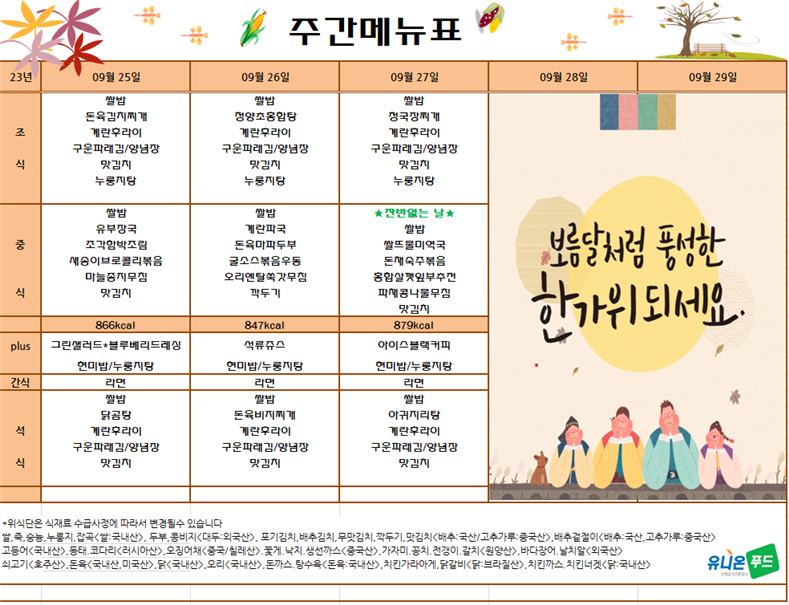 주간메뉴표
23년 09월 25일 09월 26일 09월 27일 09월 28일 09월 29일
조식
쌀밥 쌀밥 쌀밥
돈육김치찌개 청양초홍합탕 청국장찌개
계란후라이 계란후라이 계란후라이
구운파래김/양념장 구운파래김/양념장 구운파래김/양념장
맛김치 맛김치 맛김치
누룽지탕 누룽지탕 누룽지탕
중식
쌀밥 쌀밥 ★잔반없는 날★
유부장국 계란파국 쌀밥
조각함박조림 돈육마파두부 쌀뜨물미역국
새송이브로콜리볶음 굴소스볶음우동 돈채숙주볶음
마늘종지무침 오리엔탈쑥갓무침 홍합살깻잎부추전
맛김치 깍두기 파채콩나물무침
맛김치
866kcal 847kcal 879kcal
plus 그린샐러드*블루베리드레싱 석류쥬스 아이스블랙커피
현미밥/누룽지탕 현미밥/누룽지탕 현미밥/누룽지탕
간식 라면 라면 라면
석식
쌀밥 쌀밥 쌀밥
닭곰탕 돈육비지찌개 아귀지리탕
계란후라이 계란후라이 계란후라이
구운파래김/양념장 구운파래김/양념장 구운파래김/양념장
맛김치 맛김치 맛김치
보름달처럼 풍성한
한가위 되세요.
*위식단은 식재료 수급사정에 따라서 변경될수 있습니다
쌀,죽,숭늉,누룽지,잡곡<쌀:국내산>, 두부,콩비지<대두:외국산>, 포기김치,배추김치,무맛김치,깍두기,맛김치<배추:국산/고추가루:중국산>,배추겉절이<배추:국산,고추가루:중국산>
고등어<국내산>,동태.코다리<러시아산>,오징어채<중국/칠레산>.꽃게.낙지.생선까스<중국산>,가자미.꽁치.전갱이.갈치<원양산>,바다장어,날치알<외국산>
쇠고기<호주산>,돈육<국내산,미국산>,닭<국내산>,오리<국내산>,돈까스.탕수육<돈육:국내산>,치킨가라아게,닭갈비<닭:브라질산>,치킨까스,치킨너겟<닭:국내산>
유니온푸드